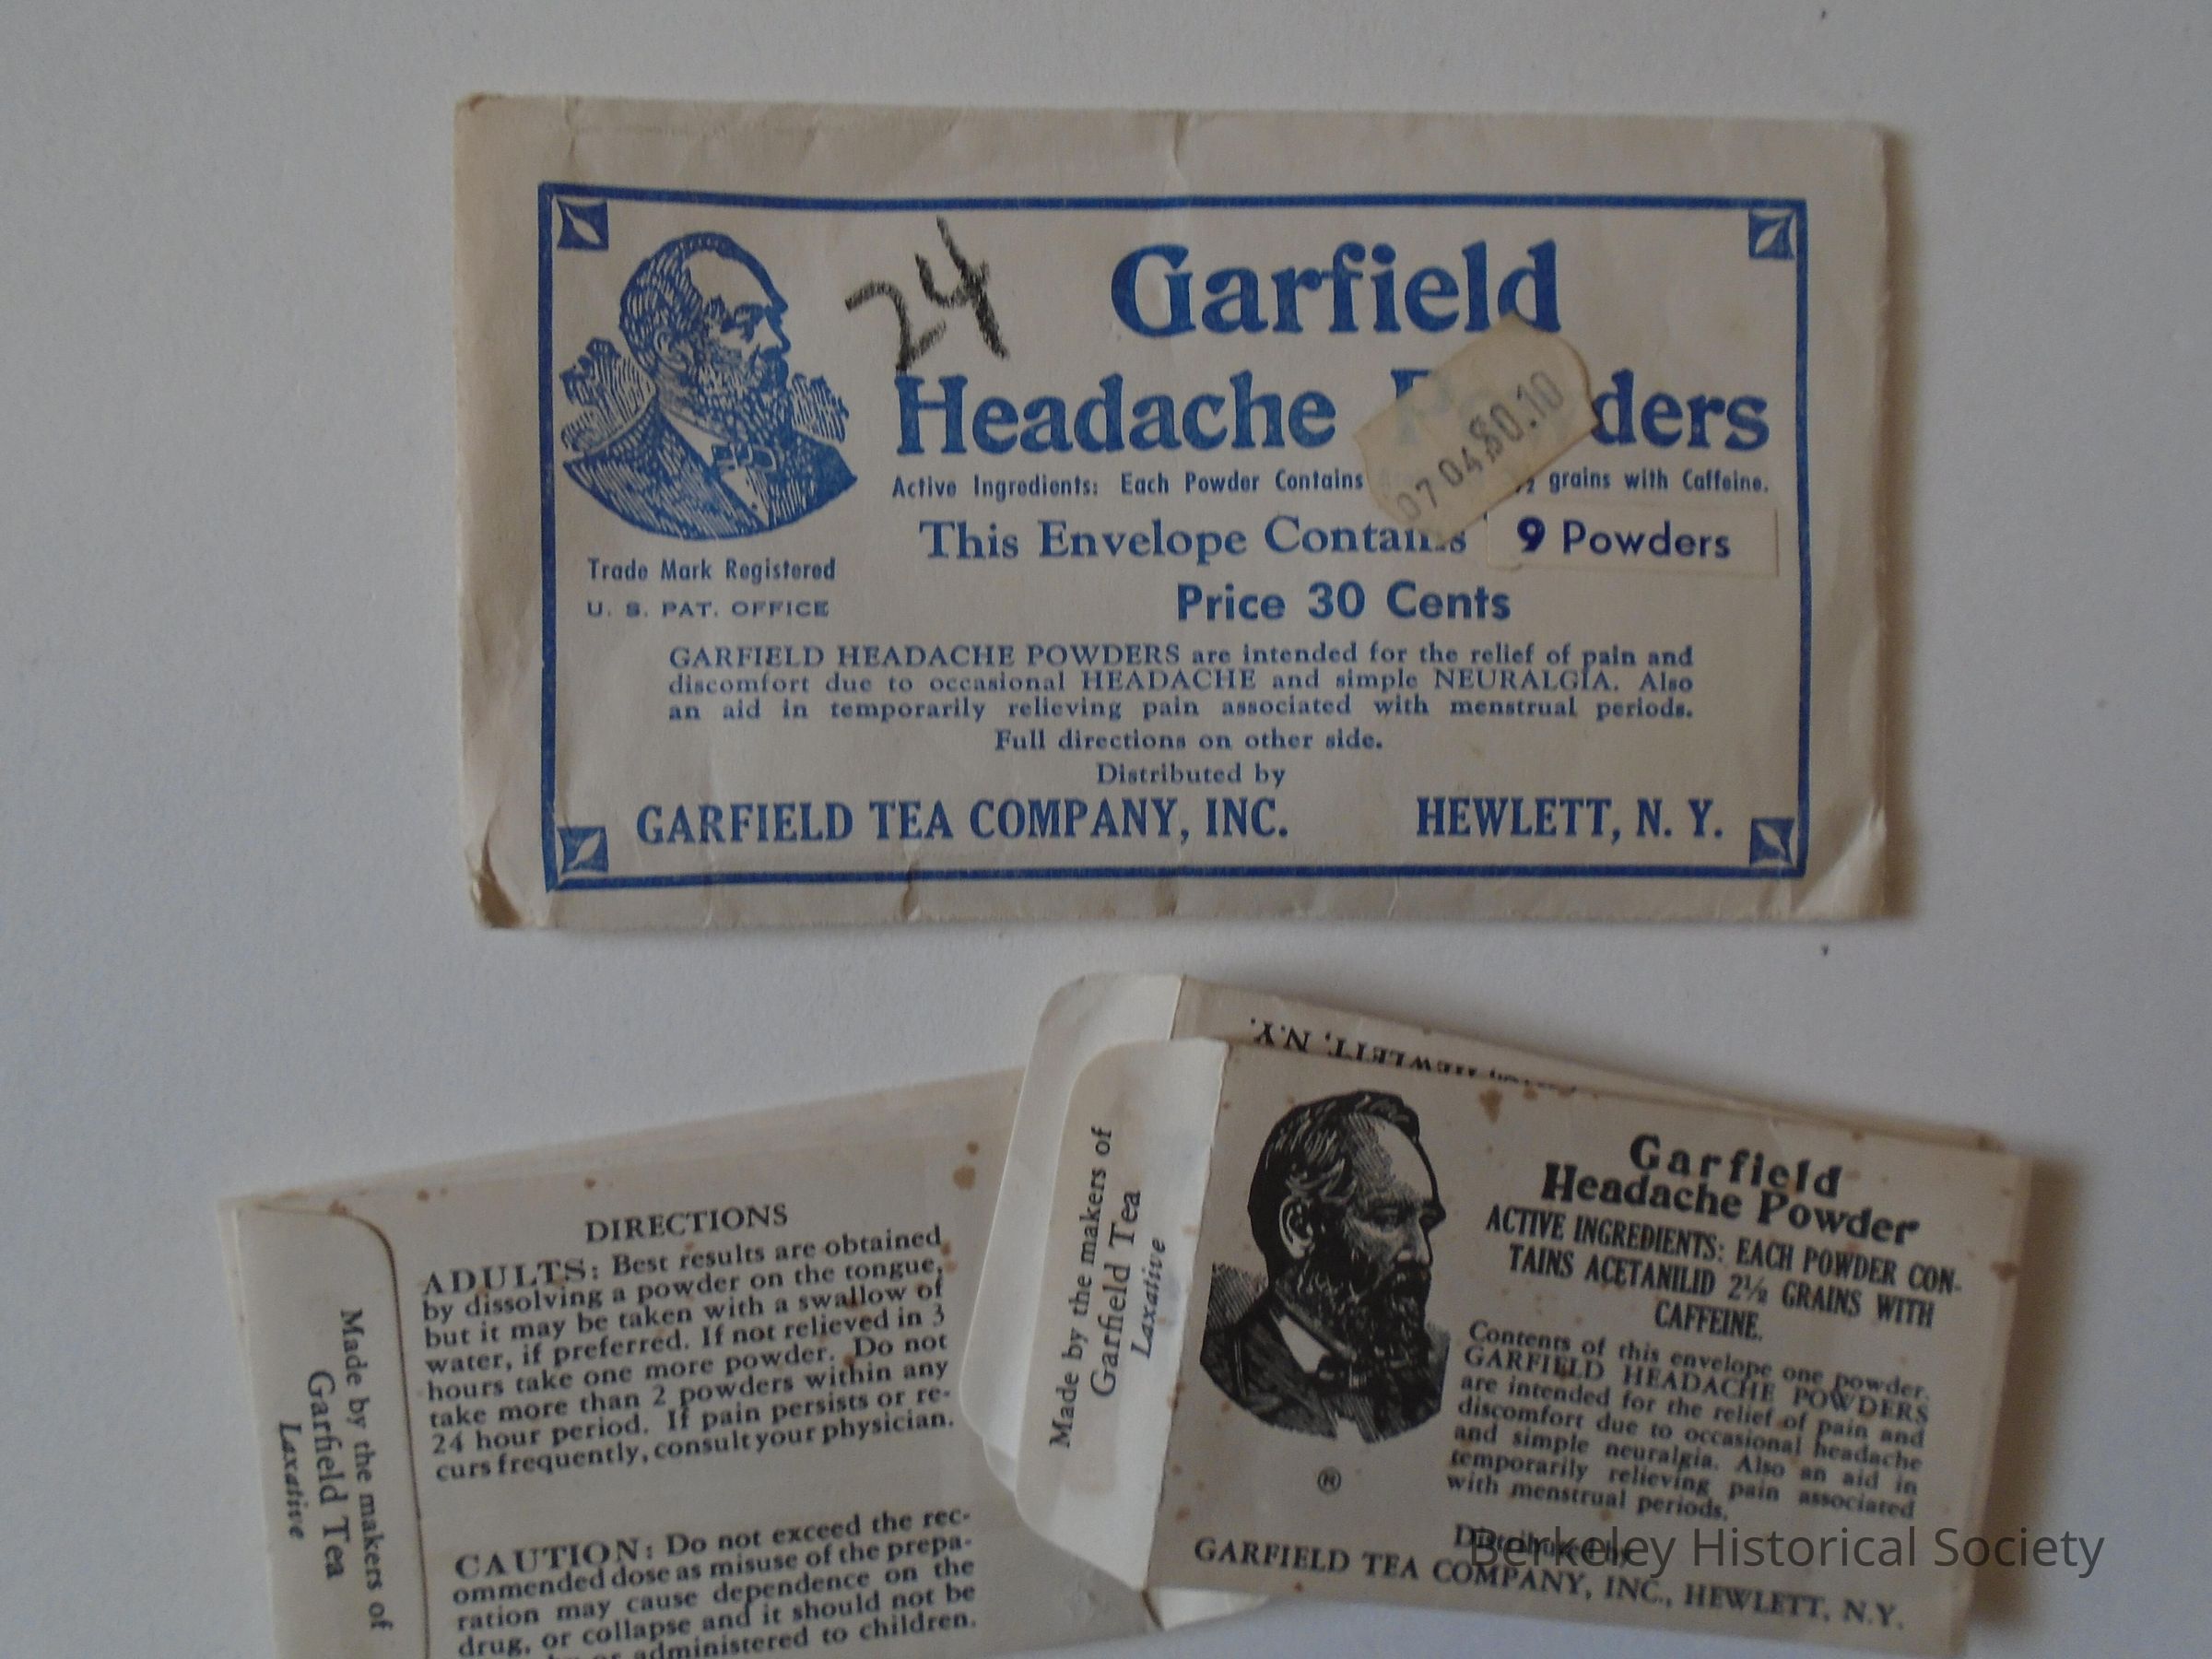 24
Garfield
Headache ders
07 04.80.10
Active Ingredients: Each Powder Contains ½ grains with Caffeine.
This Envelope Contains 9 Powders
Price 30 Cents
Trade Mark Registered
U. S. PAT. OFFICE
GARFIELD HEADACHE POWDERS are intended for the relief of pain and
discomfort due to occasional HEADACHE and simple NEURALGIA. Also
an aid in temporarily relieving pain associated with menstrual periods.
Full directions on other side.
Distributed by
GARFIELD TEA COMPANY, INC. HEWLETT, N. Y.
HEWLETT, N.Y.
Made by the makers of
Garfield Tea
Laxative
DIRECTIONS
ADULTS: Best results are obtained
by dissolving a powder on the tongue,
but it may be taken with a swallow of
water, if preferred. If not relieved in 3
hours take one more powder. Do not
take more than 2 powders within any
24 hour period. If pain persists or re-
curs frequently, consult your physician.
CAUTION: Do not exceed the rec-
ommended dose as misuse of the prepa-
ration may cause dependence on the
drug, or collapse and it should not be
or administered to children.
Made by the makers of
Garfield Tea
Laxative
Garfield
Headache Powder
ACTIVE INGREDIENTS: EACH POWDER CON-
TAINS ACETANILID 2½ GRAINS WITH
CAFFEINE.
Contents of this envelope one powder.
GARFIELD HEADACHE POWDERS
are intended for the relief of pain and
discomfort due to occasional headache
and simple neuralgia. Also an aid in
temporarily relieving pain associated
with menstrual periods.
®
Distributed by
GARFIELD TEA COMPANY, INC., HEWLETT, N.Y.
Berkeley Historical Society